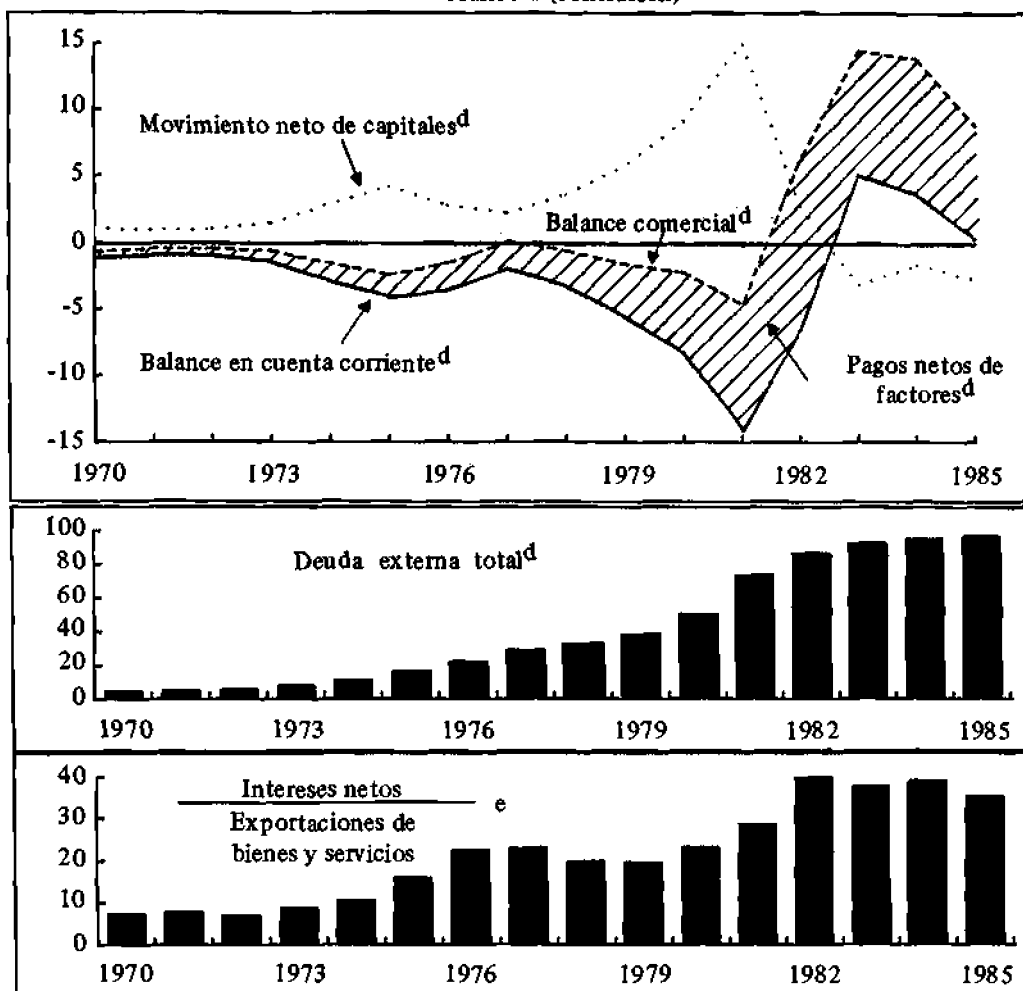 15
10
5
0
-5
-10
-15
Movimiento neto de capitales^d
Balance comercial^d
Balance en cuenta corriente^d
Pagos netos de
factores^d
1970 1973 1976 1979 1982 1985
100
80
60
40
20
0
Deuda externa total^d
1970 1973 1976 1979 1982 1985
40
30
20
10
0
Intereses netos
e
Exportaciones de
bienes y servicios
1970 1973 1976 1979 1982 1985